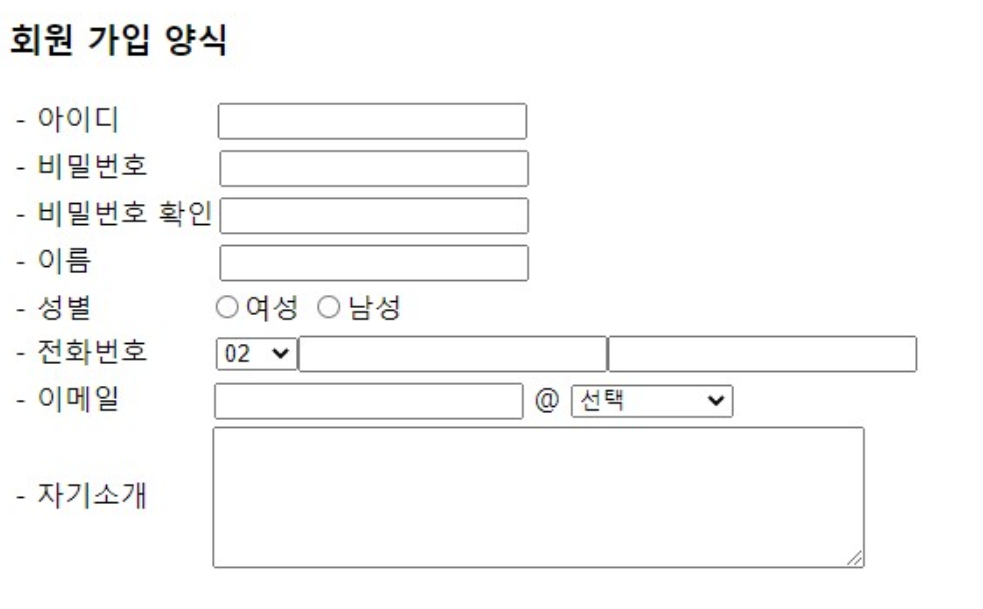 회원 가입 양식
- 아이디
- 비밀번호
- 비밀번호 확인
- 이름
- 성별 여성 남성
- 전화번호 02
- 이메일 @ 선택
- 자기소개